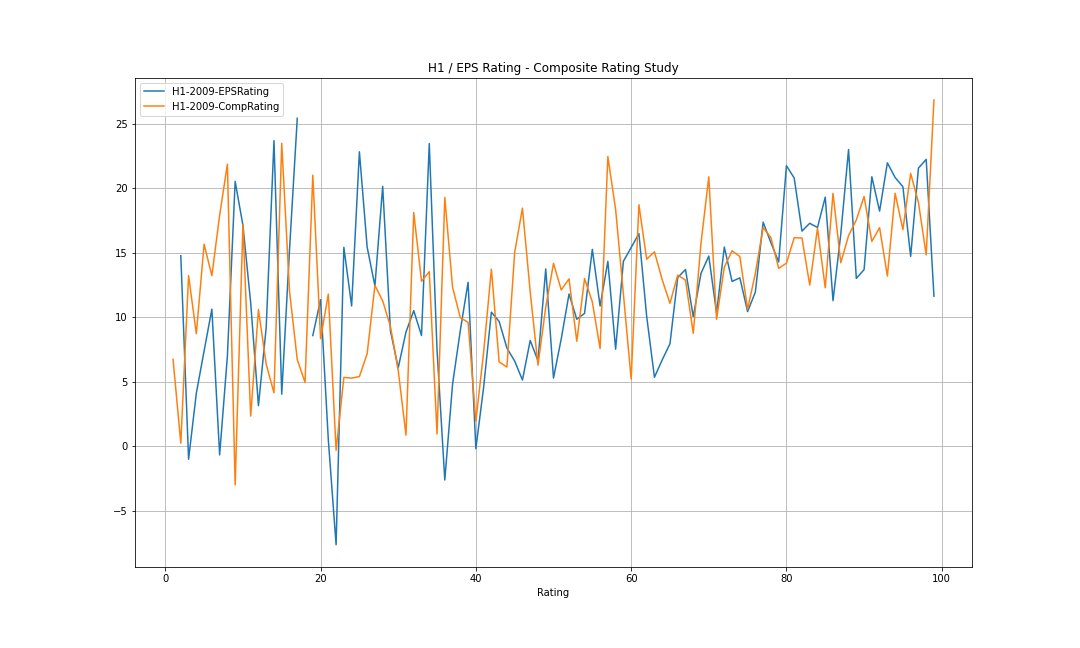 H1 / EPS Rating - Composite Rating Study
H1-2009-EPSRating
H1-2009-CompRating
25
20
15
10
5
0
−5
0 20 40 60 80 100
Rating